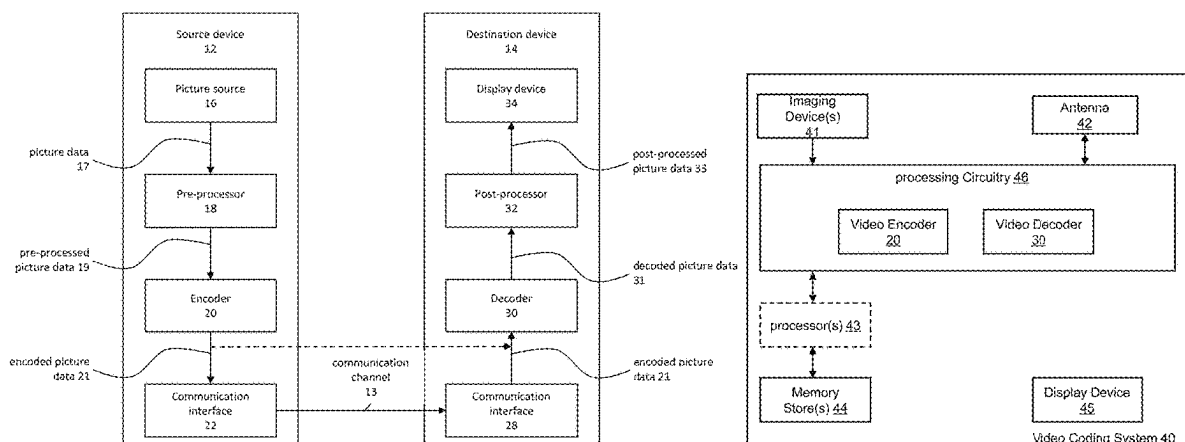 Source device
12
Picture source
16
picture data
17
Pre-processor
18
pre-processed
picture data 19
Encoder
20
encoded picture
data 21
Communication
interface
22
communication
channel
13
Destination device
14
Display device
34
post-processed
picture data 33
Post-processor
32
decoded picture data
31
Decoder
30
encoded picture
data 21
Communication
interface
28
Imaging
Device(s)
41
Antenna
42
processing Circuitry 46
Video Encoder
20
Video Decoder
30
processor(s) 43
Memory
Store(s) 44
Display Device
45
Video Coding System 40